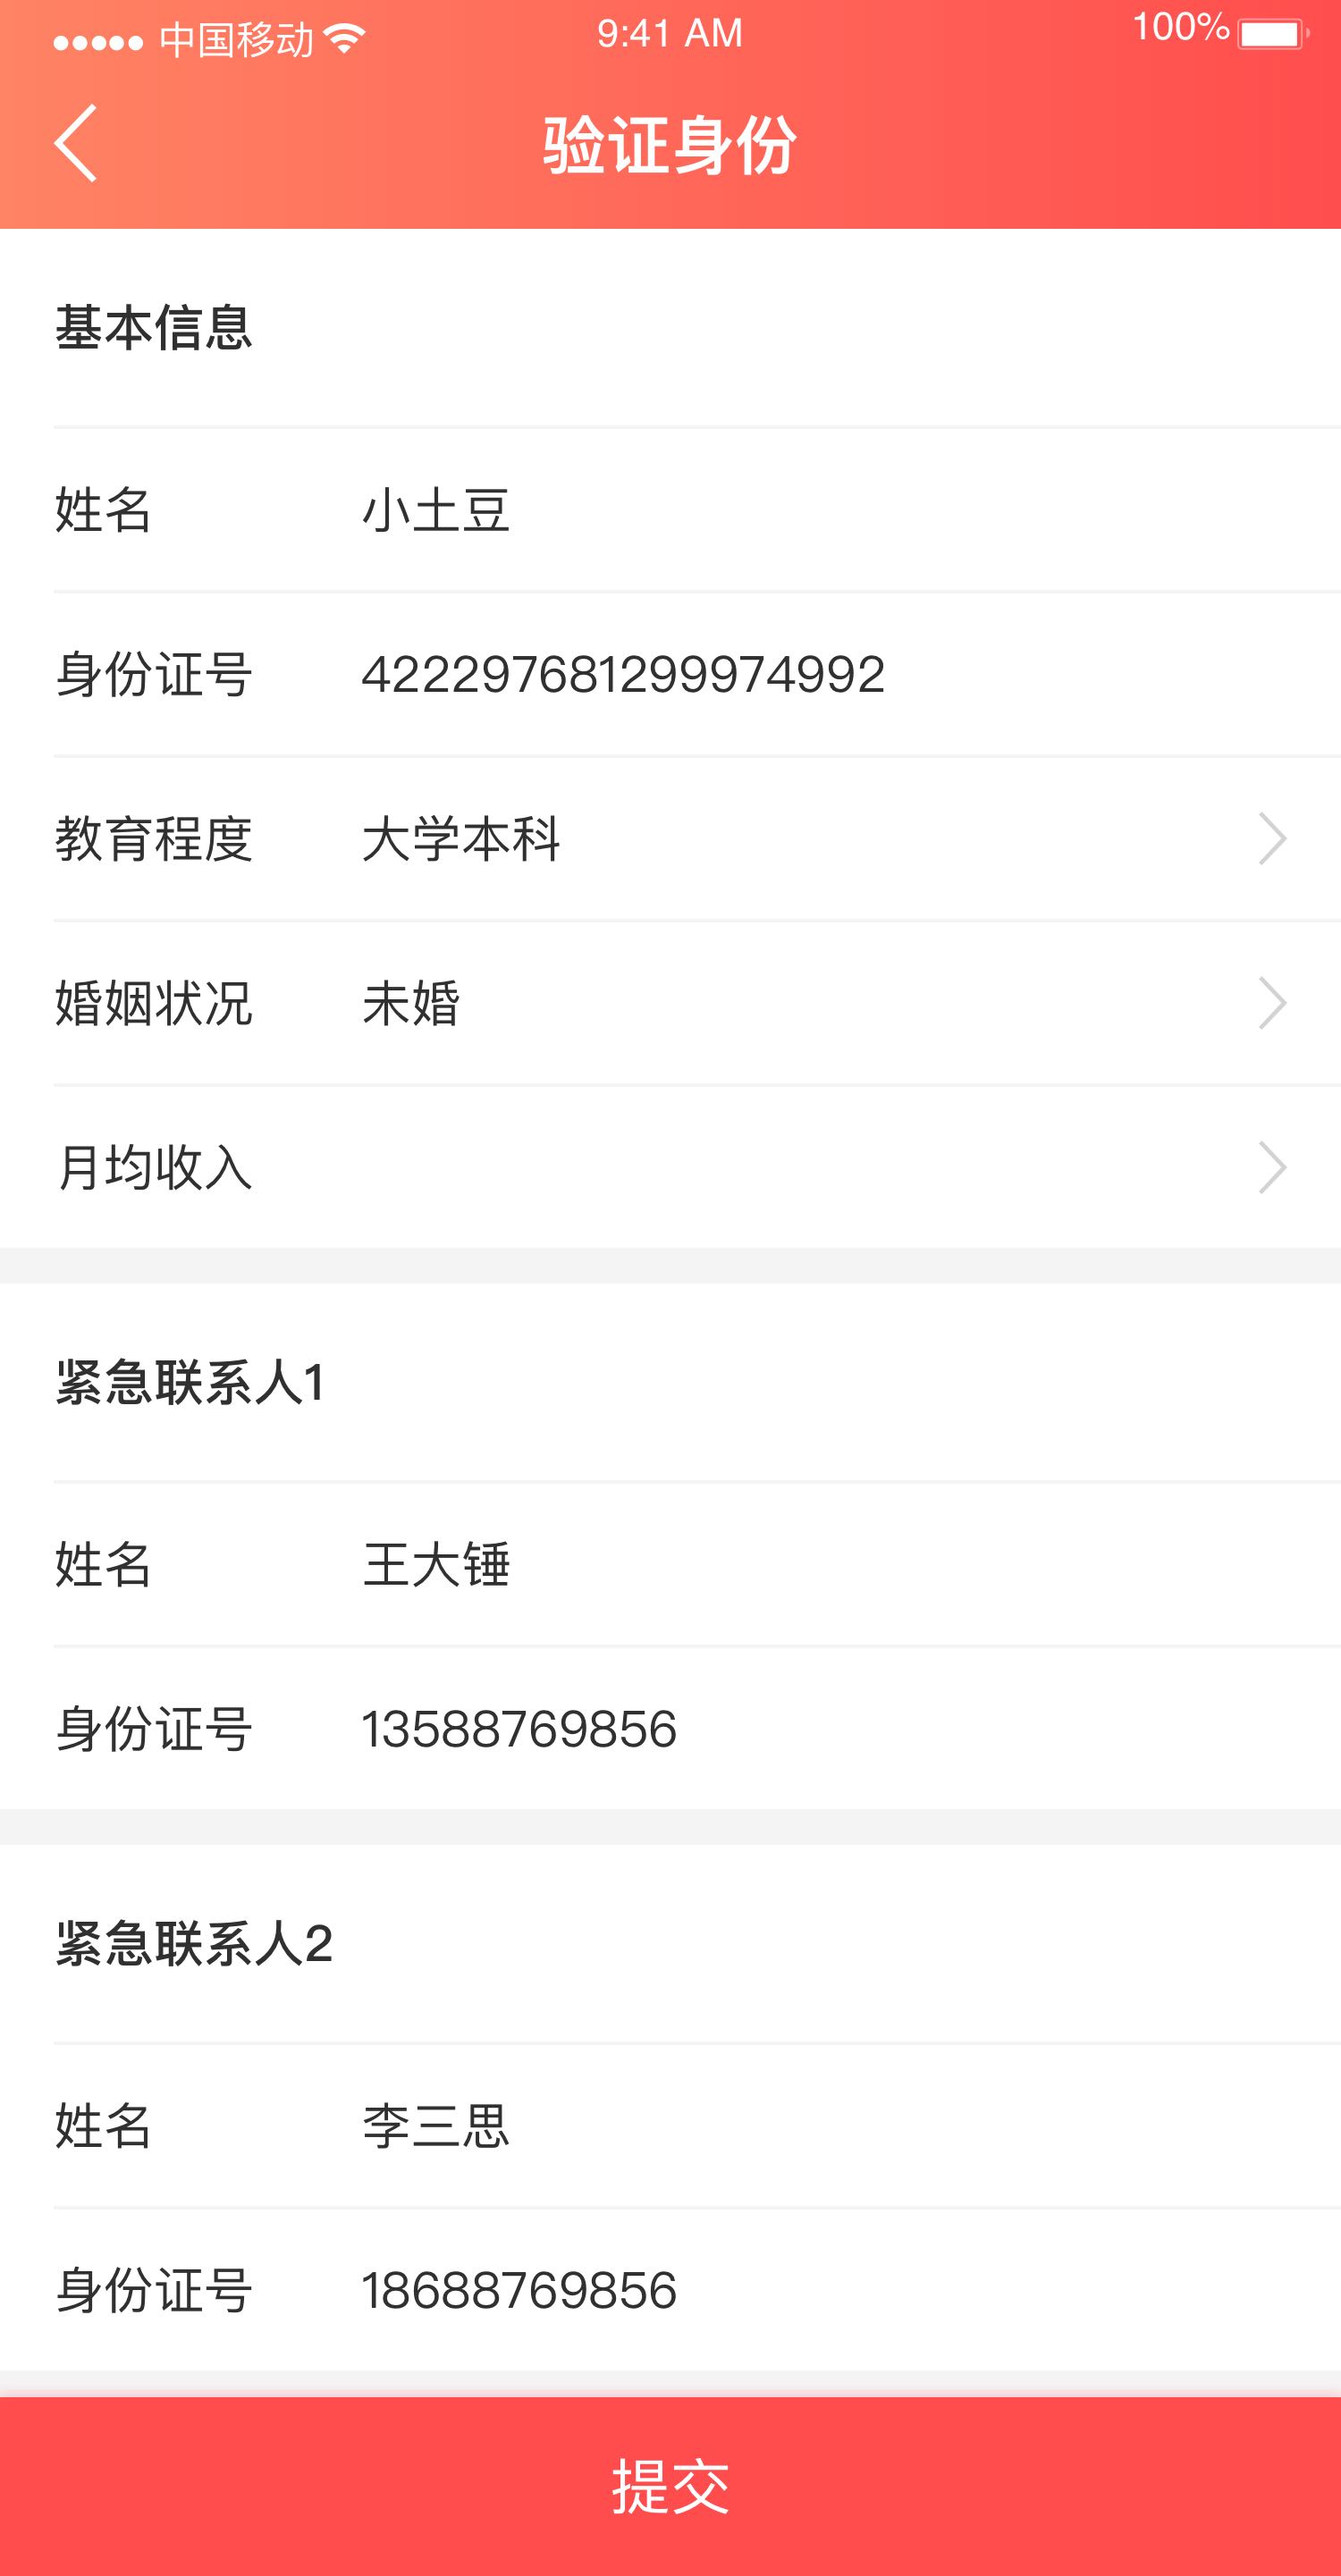 中国移动 9:41 AM 100%
验证身份
基本信息
姓名 小土豆
身份证号 422297681299974992
教育程度 大学本科
婚姻状况 未婚
月均收入
紧急联系人1
姓名 王大锤
身份证号 13588769856
紧急联系人2
姓名 李三思
身份证号 18688769856
提交